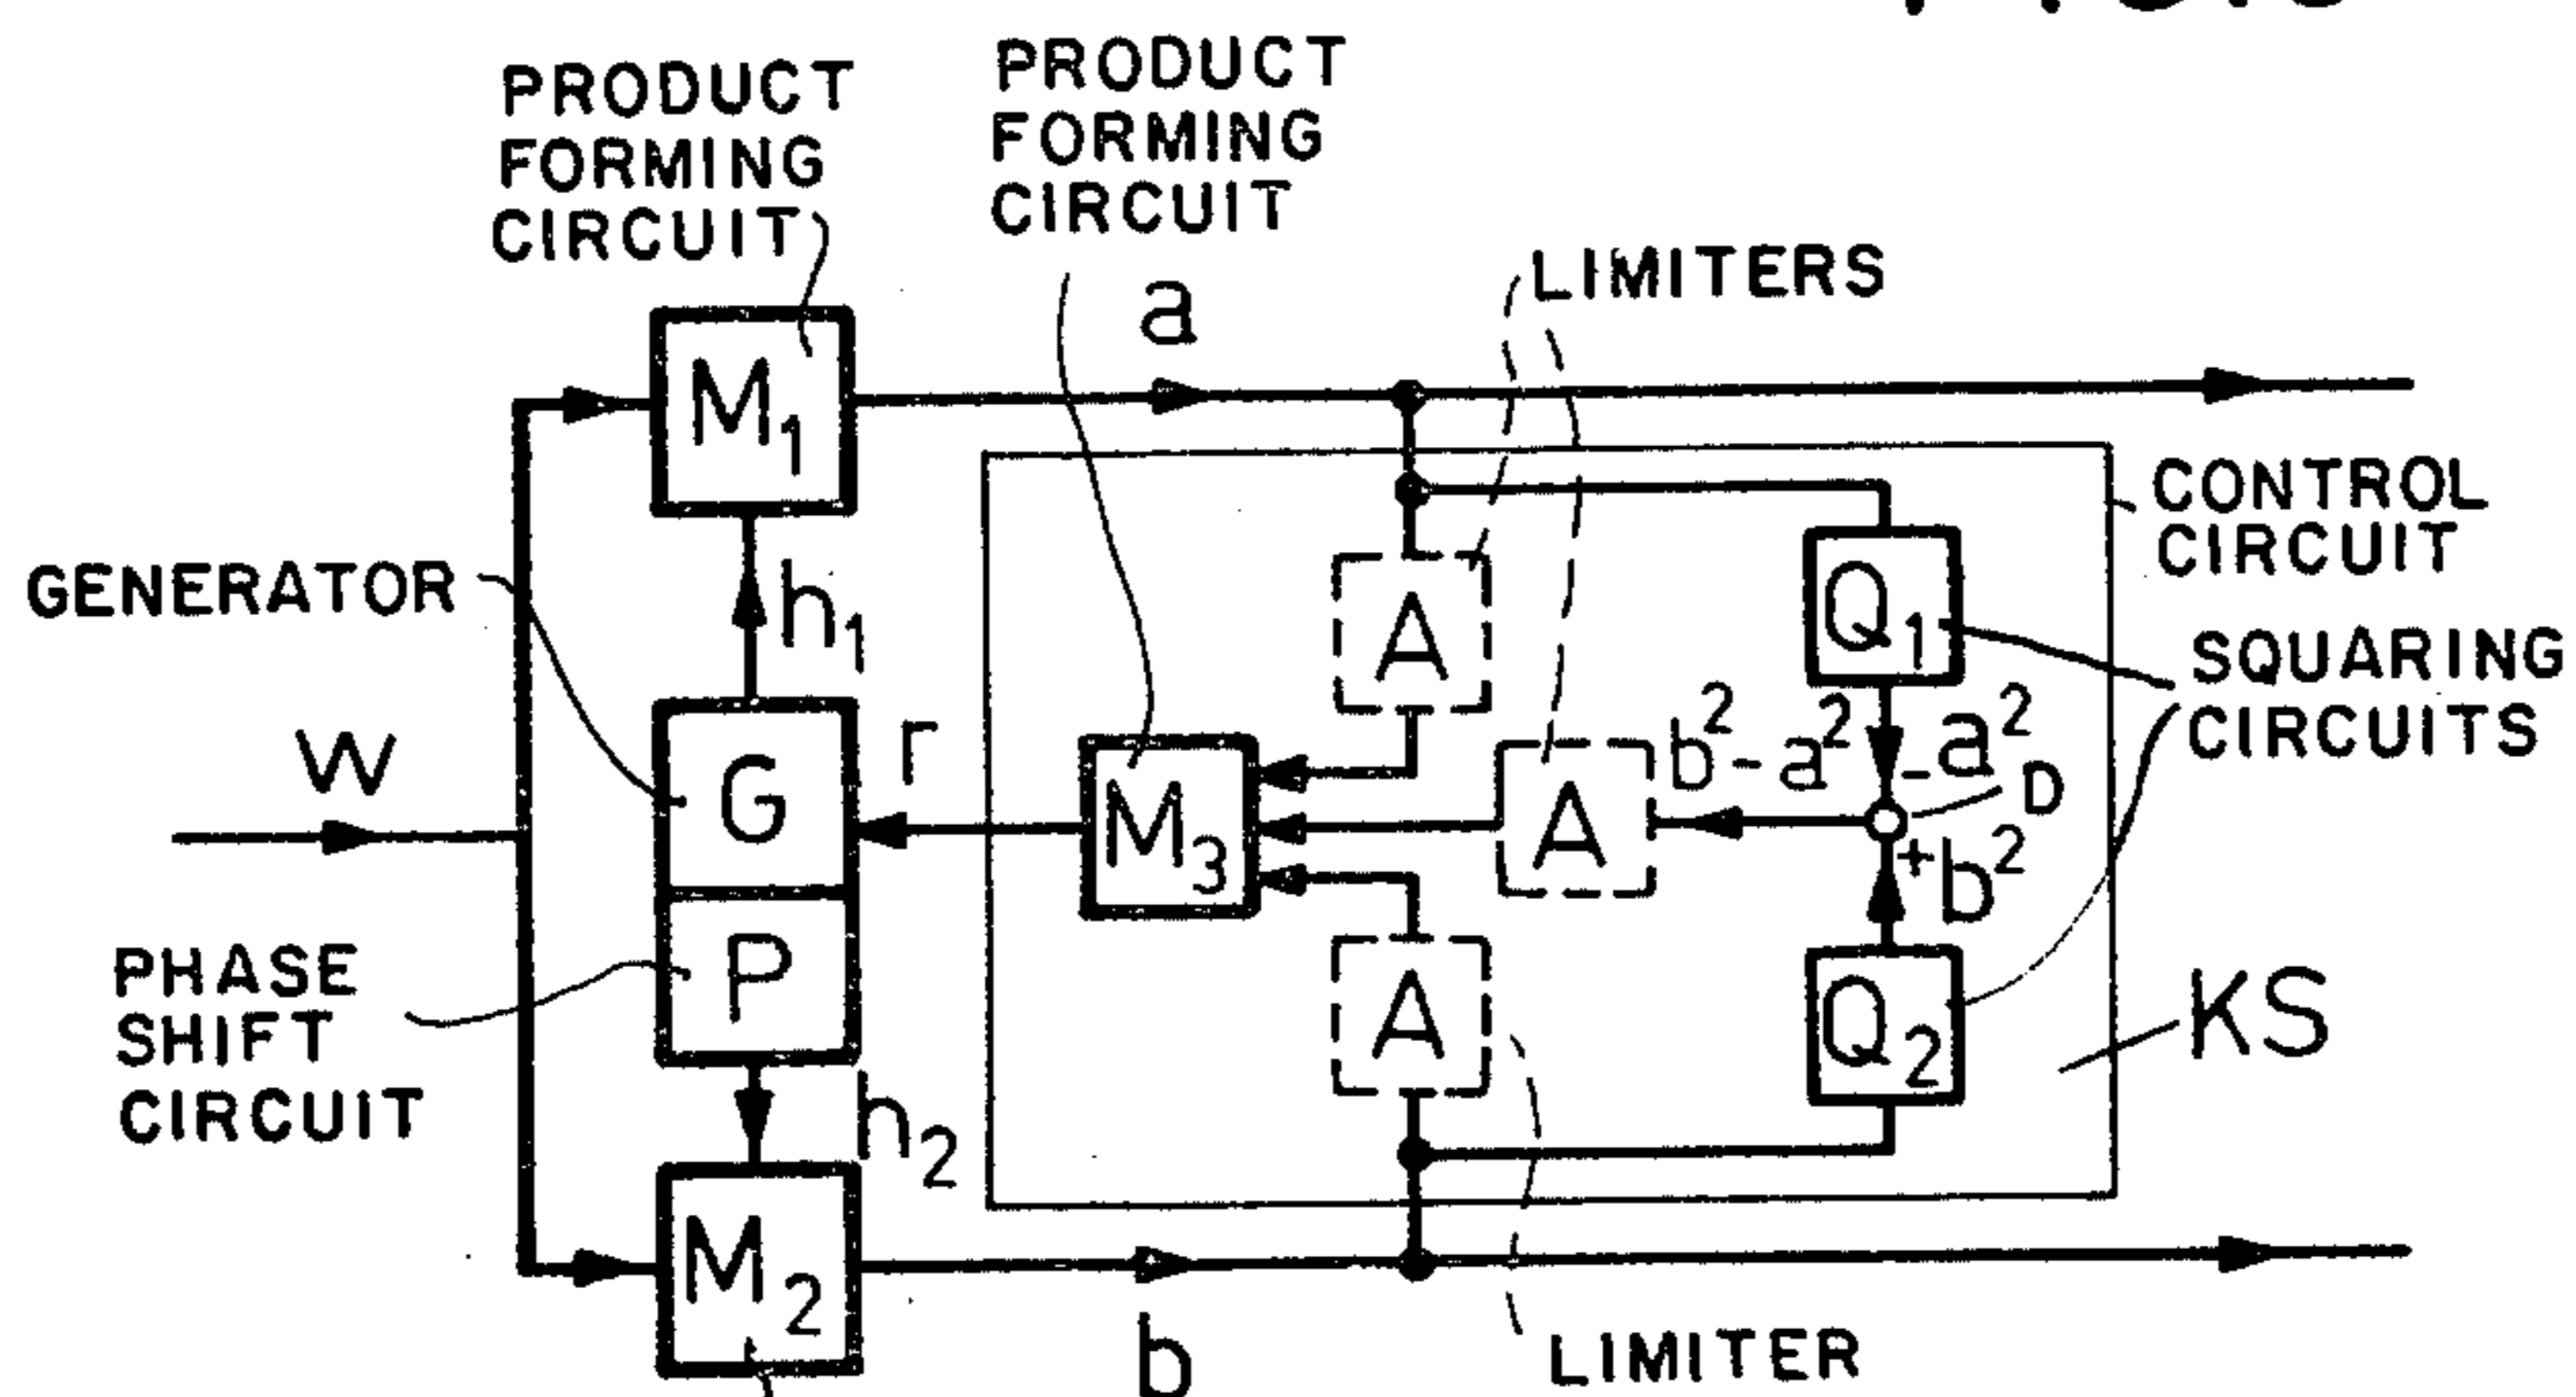 PRODUCT
FORMING
CIRCUIT
PRODUCT
FORMING
CIRCUIT
a
LIMITERS
M₁
CONTROL
CIRCUIT
GENERATOR
h₁
A
Q₁
SQUARING
CIRCUITS
W
G
r
M₃
A
b² - a²
- a²
D
+ b²
PHASE
SHIFT
CIRCUIT
P
A
Q₂
KS
h₂
M₂
b
LIMITER